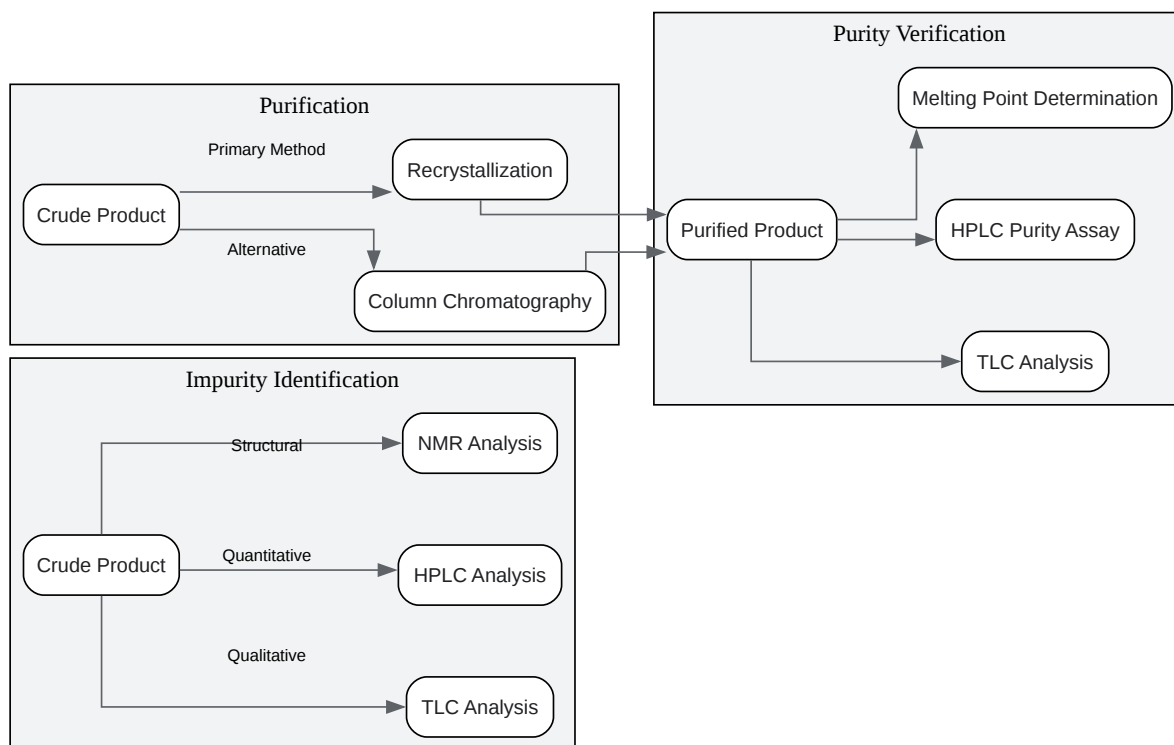 Purification
Primary Method
Crude Product
Recrystallization
Alternative
Column Chromatography
Purity Verification
Melting Point Determination
Purified Product
HPLC Purity Assay
TLC Analysis
Impurity Identification
Structural
NMR Analysis
Crude Product
Quantitative
HPLC Analysis
Qualitative
TLC Analysis